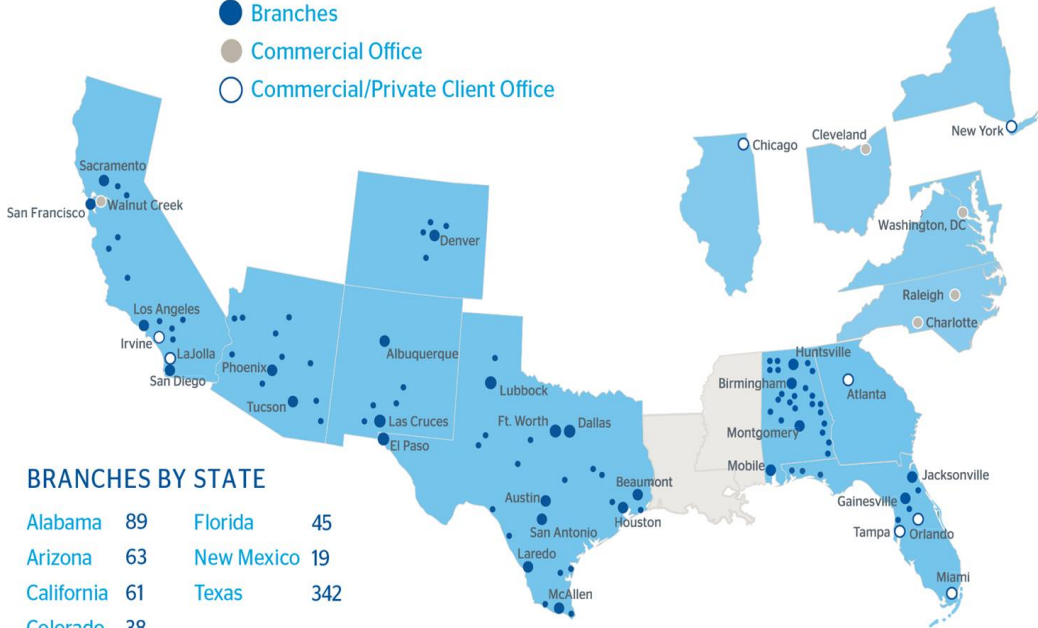 Branches
Commercial Office
Commercial/Private Client Office
Sacramento
San Francisco
Walnut Creek
Los Angeles
Irvine
LaJolla
San Diego
Denver
Phoenix
Tucson
Albuquerque
Las Cruces
El Paso
Lubbock
Ft. Worth
Dallas
Austin
San Antonio
Beaumont
Houston
Laredo
McAllen
Chicago
Cleveland
New York
Washington, DC
Raleigh
Charlotte
Huntsville
Birmingham
Montgomery
Mobile
Atlanta
Jacksonville
Gainesville
Tampa
Orlando
Miami
BRANCHES BY STATE
Alabama 89 Florida 45
Arizona 63 New Mexico 19
California 61 Texas 342
Colorado 38